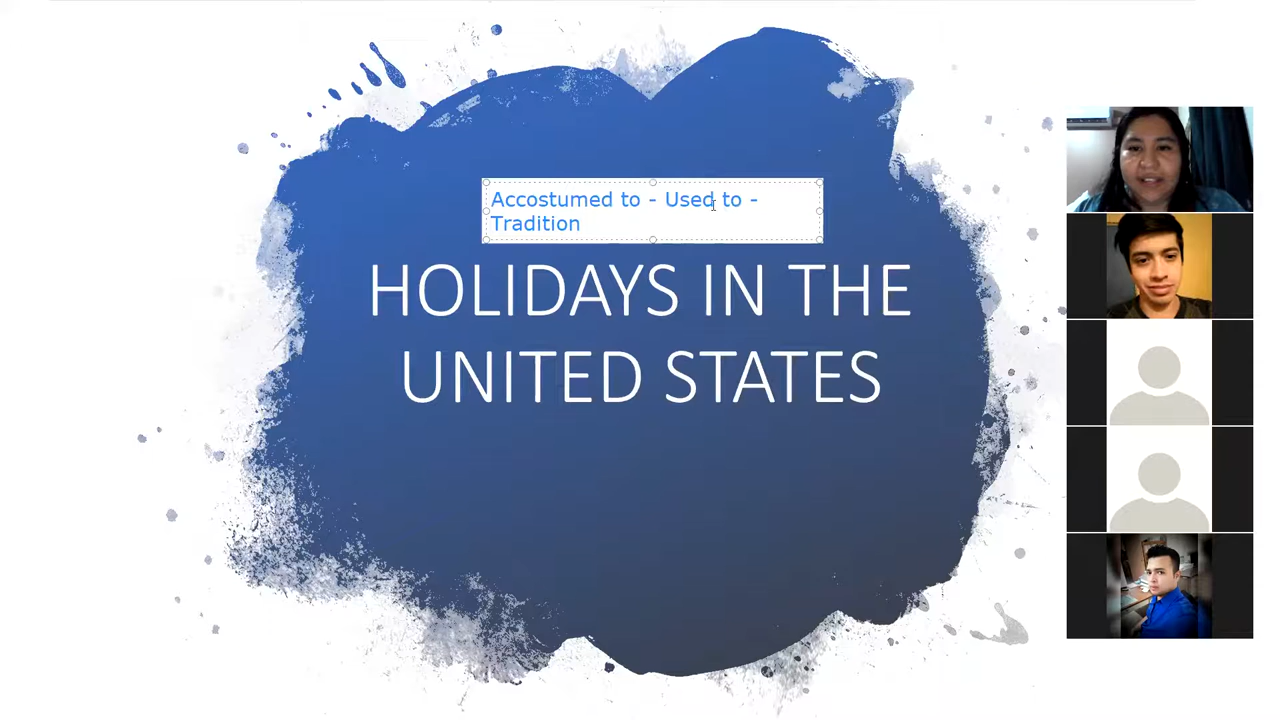 Accostumed to - Used to -
Tradition
HOLIDAYS IN THE
UNITED STATES